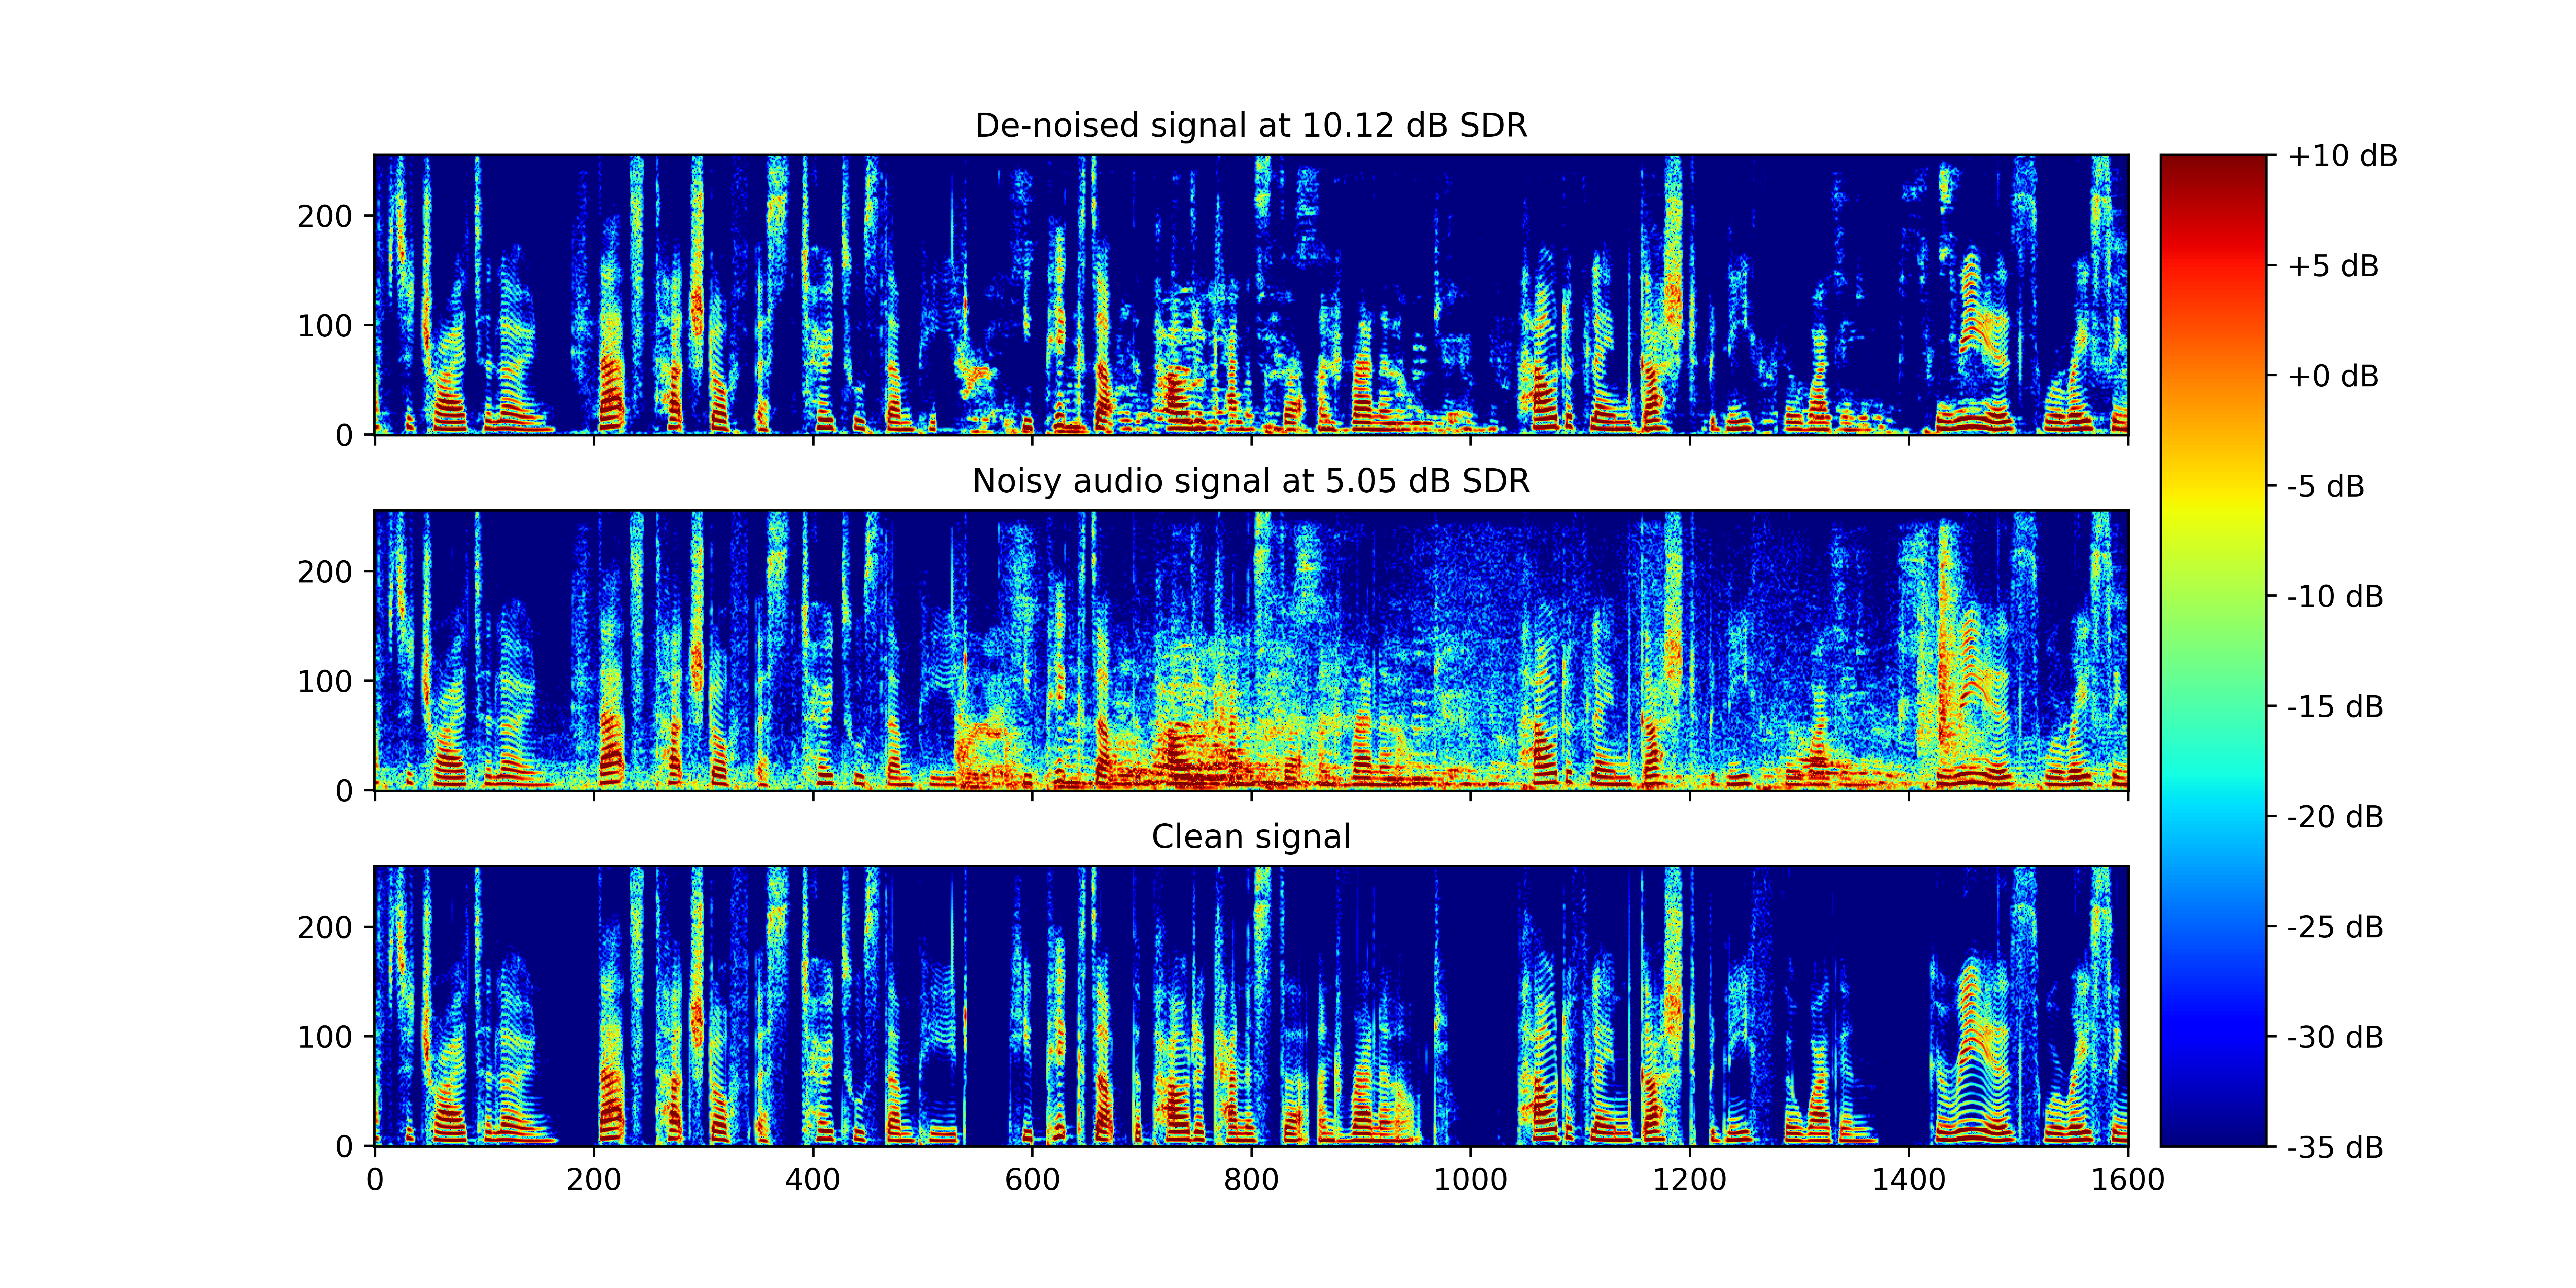 De-noised signal at 10.12 dB SDR
200
100
0
Noisy audio signal at 5.05 dB SDR
200
100
0
Clean signal
200
100
0
0 200 400 600 800 1000 1200 1400 1600
+10 dB
+5 dB
+0 dB
-5 dB
-10 dB
-15 dB
-20 dB
-25 dB
-30 dB
-35 dB